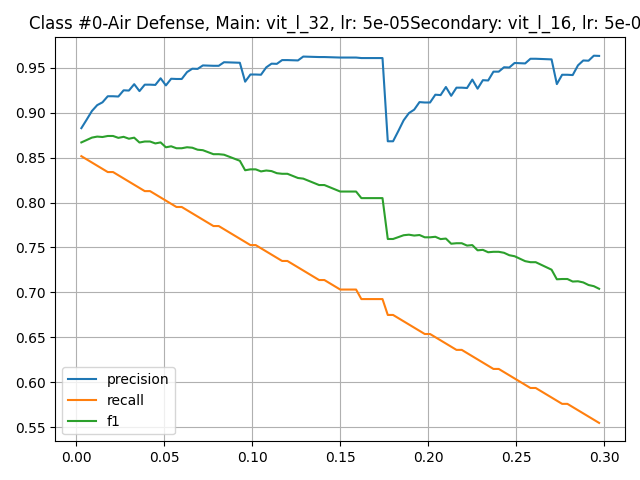 Class #0-Air Defense, Main: vit_l_32, lr: 5e-05Secondary: vit_l_16, lr: 5e-0
0.95
0.90
0.85
0.80
0.75
0.70
0.65
0.60
0.55
precision
recall
f1
0.00 0.05 0.10 0.15 0.20 0.25 0.30